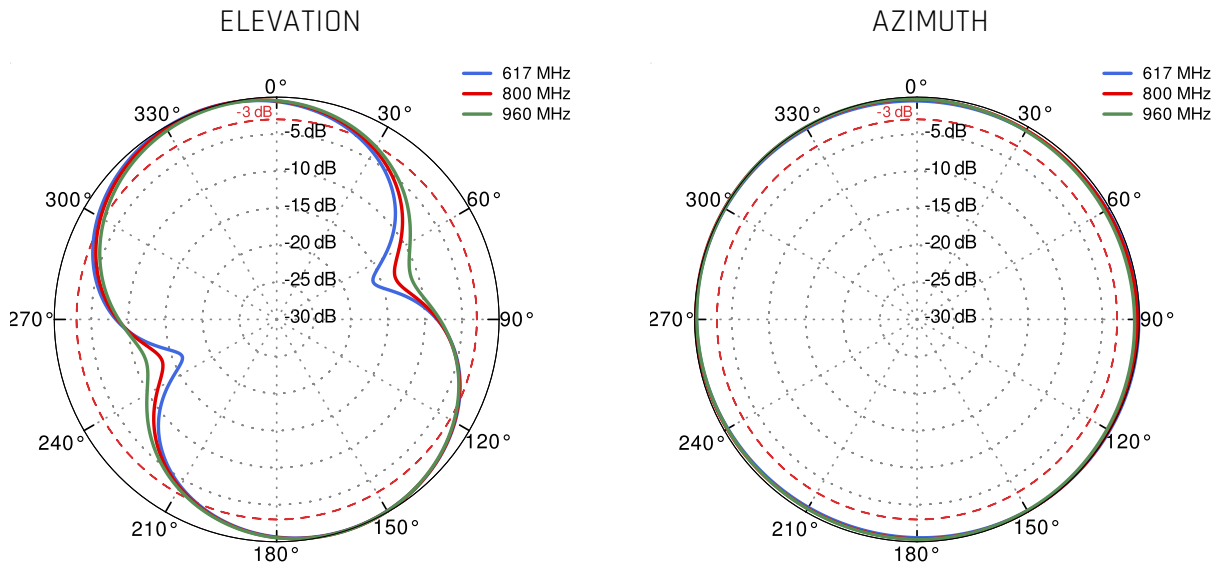 ELEVATION
617 MHz
800 MHz
960 MHz
0°
330°
30°
-3 dB
-5 dB
-10 dB
300°
60°
-15 dB
-20 dB
-25 dB
270°
-30 dB
90°
240°
120°
210°
150°
180°
AZIMUTH
617 MHz
800 MHz
960 MHz
0°
330°
30°
-3 dB
-5 dB
-10 dB
300°
60°
-15 dB
-20 dB
-25 dB
270°
-30 dB
90°
240°
120°
210°
150°
180°